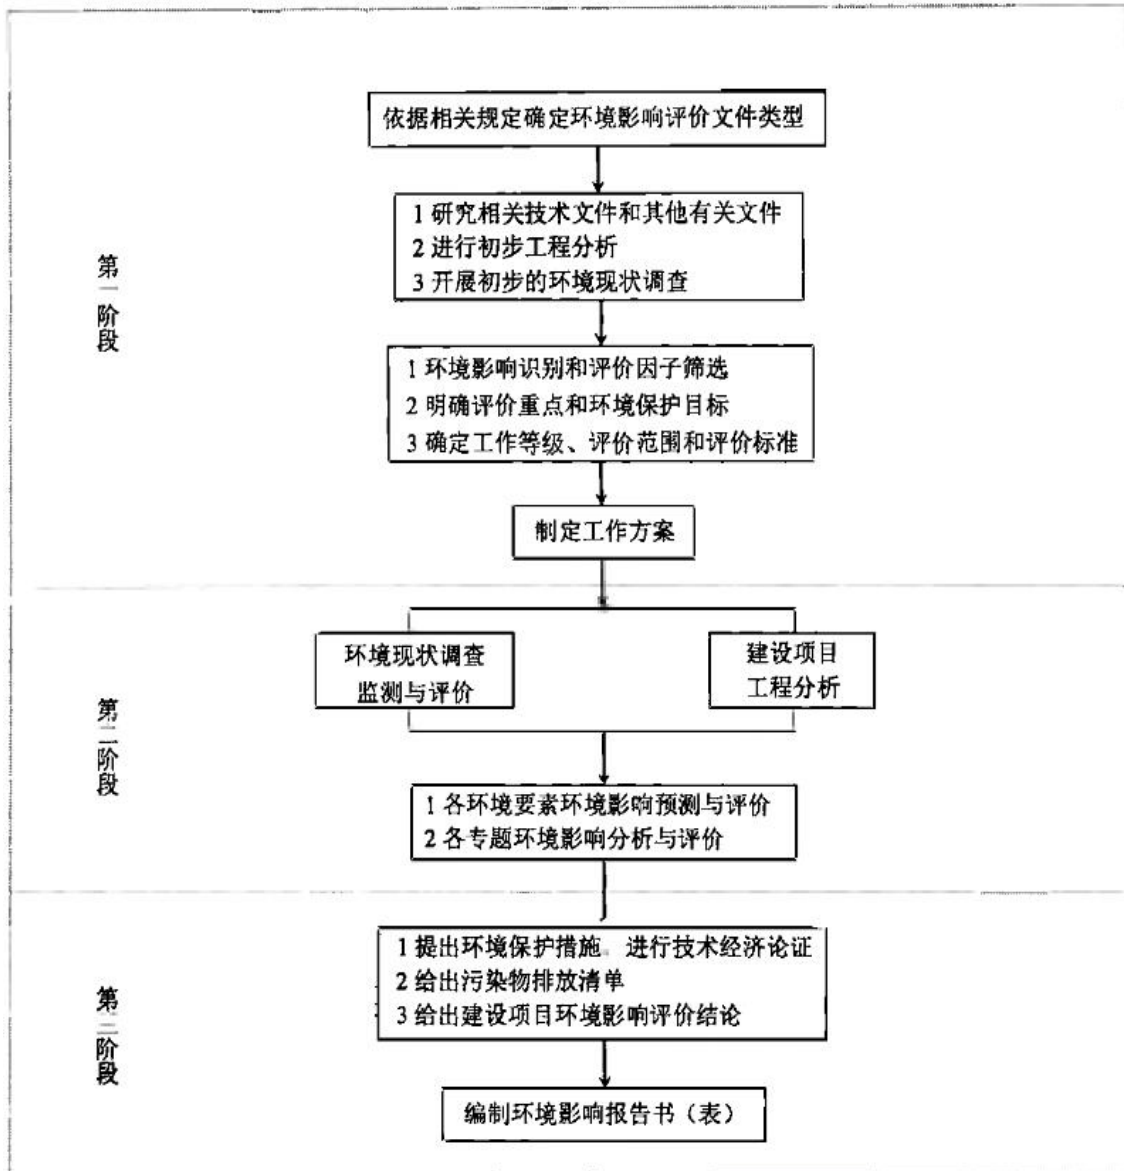 依据相关规定确定环境影响评价文件类型
1 研究相关技术文件和其他有关文件
2 进行初步工程分析
3 开展初步的环境现状调查
第一阶段
1 环境影响识别和评价因子筛选
2 明确评价重点和环境保护目标
3 确定工作等级、评价范围和评价标准
制定工作方案
环境现状调查
监测与评价
建设项目
工程分析
第二阶段
1 各环境要素环境影响预测与评价
2 各专题环境影响分析与评价
1 提出环境保护措施 进行技术经济论证
2 给出污染物排放清单
3 给出建设项目环境影响评价结论
第三阶段
编制环境影响报告书（表）